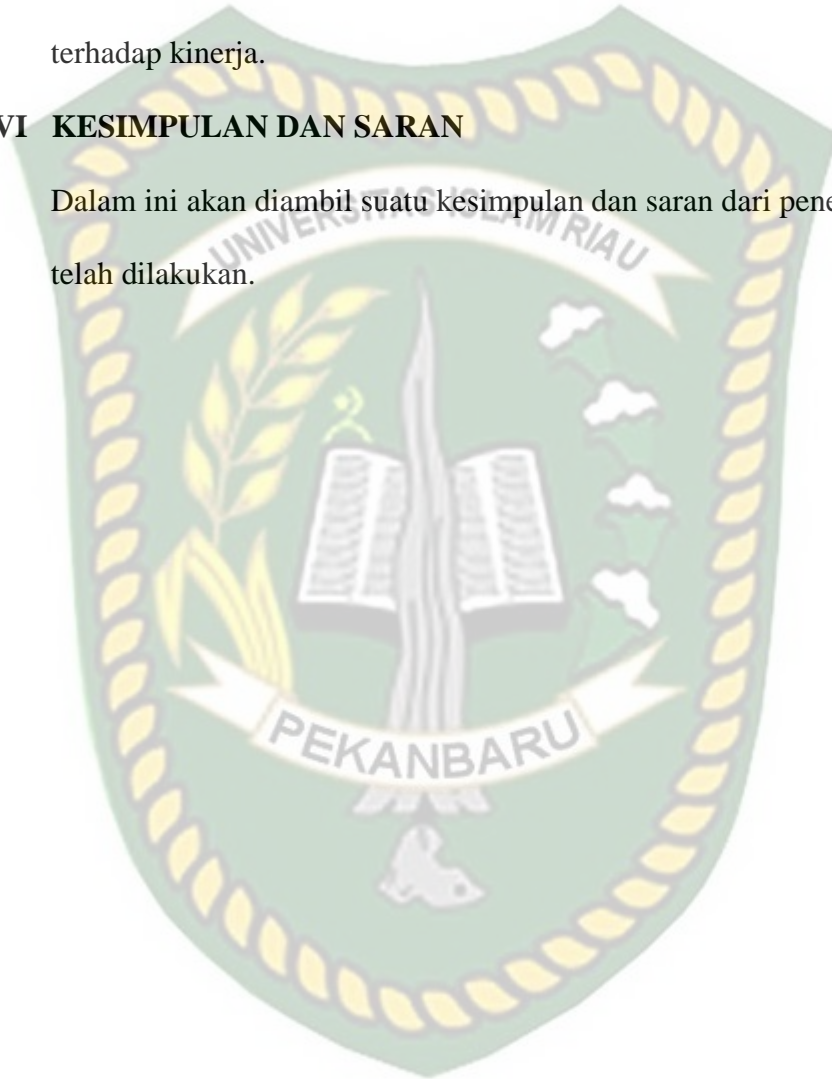 terhadap kinerja.
VI KESIMPULAN DAN SARAN
Dalam ini akan diambil suatu kesimpulan dan saran dari pene
UNIVERSITAS ISLAM RIAU
telah dilakukan.
PEKANBARU